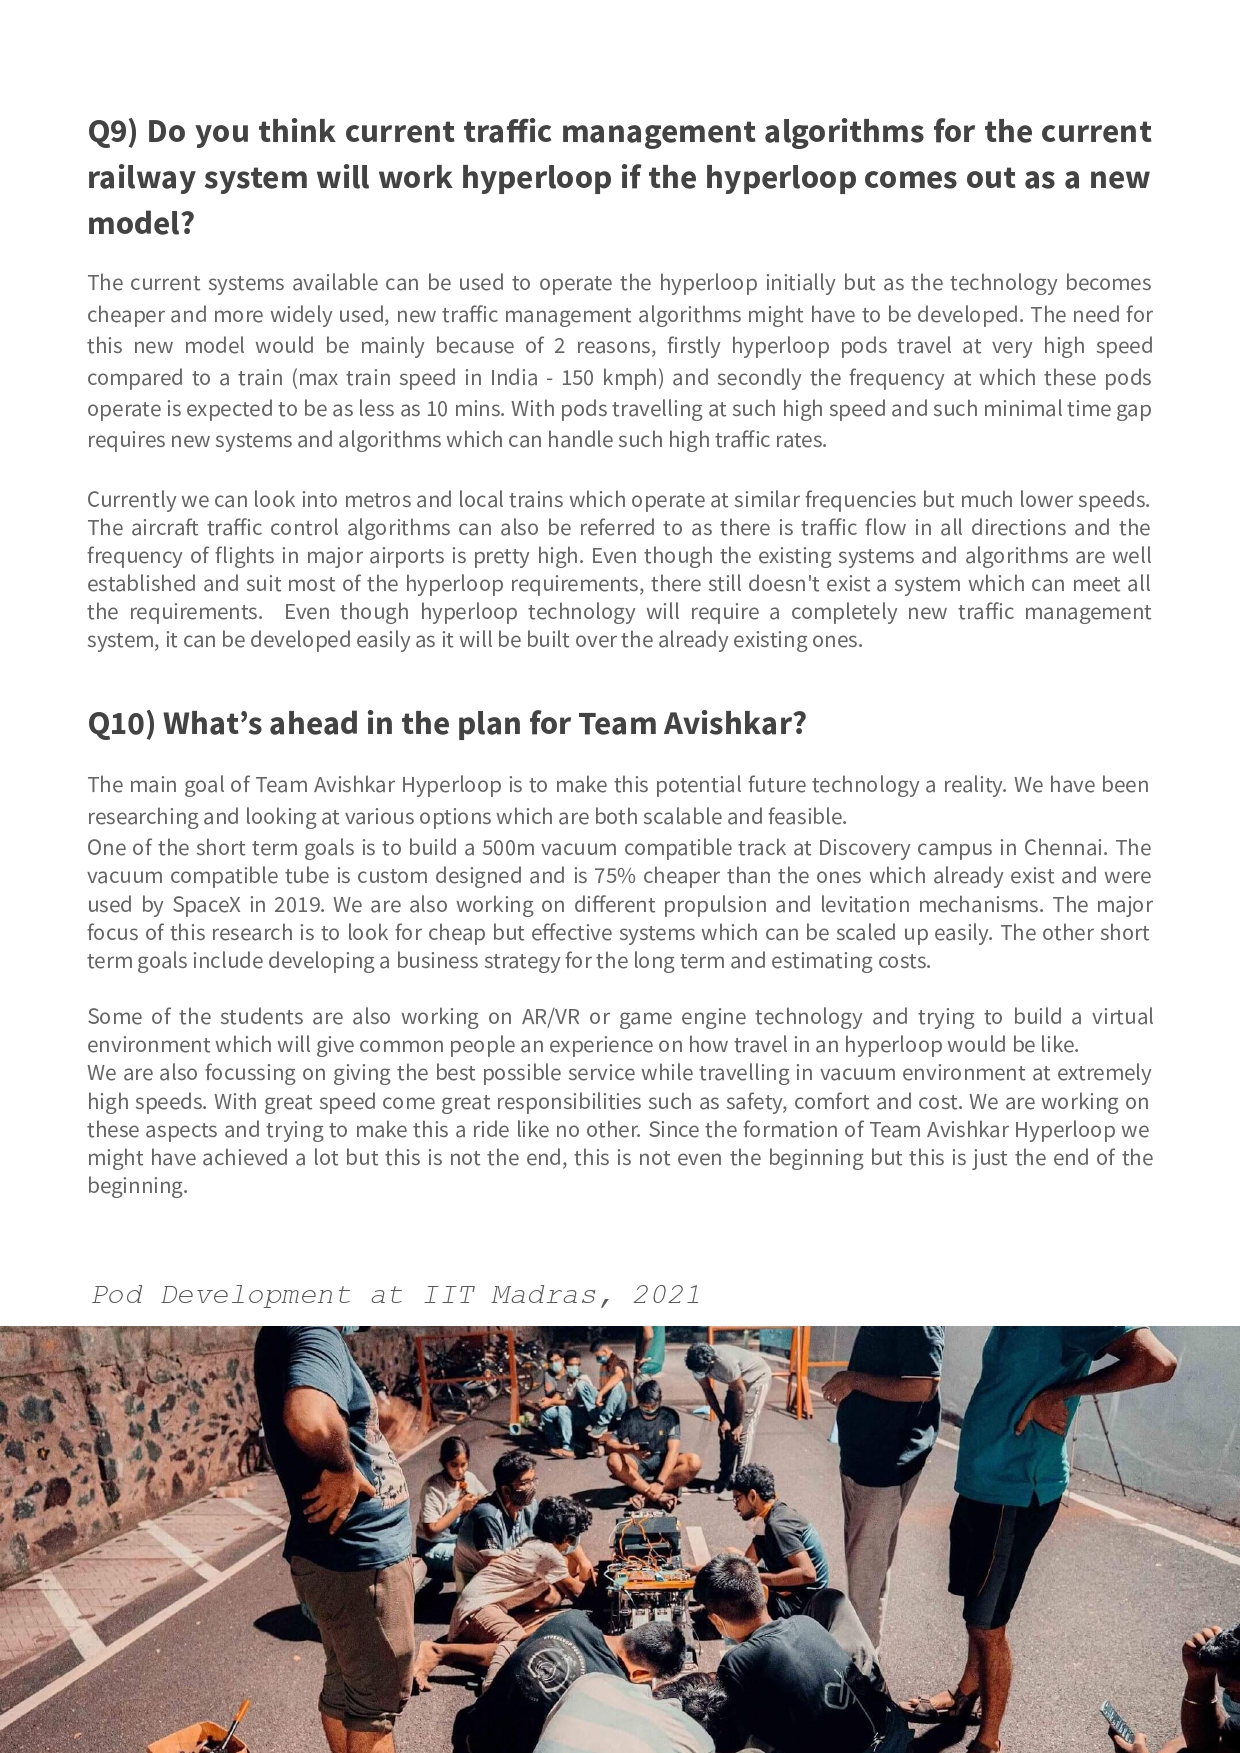 Q9) Do you think current traffic management algorithms for the current
railway system will work hyperloop if the hyperloop comes out as a new
model?
The current systems available can be used to operate the hyperloop initially but as the technology becomes
cheaper and more widely used, new traffic management algorithms might have to be developed. The need for
this new model would be mainly because of 2 reasons, firstly hyperloop pods travel at very high speed
compared to a train (max train speed in India - 150 kmph) and secondly the frequency at which these pods
operate is expected to be as less as 10 mins. With pods travelling at such high speed and such minimal time gap
requires new systems and algorithms which can handle such high traffic rates.
Currently we can look into metros and local trains which operate at similar frequencies but much lower speeds.
The aircraft traffic control algorithms can also be referred to as there is traffic flow in all directions and the
frequency of flights in major airports is pretty high. Even though the existing systems and algorithms are well
established and suit most of the hyperloop requirements, there still doesn't exist a system which can meet all
the requirements.  Even though hyperloop technology will require a completely new traffic management
system, it can be developed easily as it will be built over the already existing ones.
Q10) What’s ahead in the plan for Team Avishkar?
The main goal of Team Avishkar Hyperloop is to make this potential future technology a reality. We have been
researching and looking at various options which are both scalable and feasible.
One of the short term goals is to build a 500m vacuum compatible track at Discovery campus in Chennai. The
vacuum compatible tube is custom designed and is 75% cheaper than the ones which already exist and were
used by SpaceX in 2019. We are also working on different propulsion and levitation mechanisms. The major
focus of this research is to look for cheap but effective systems which can be scaled up easily. The other short
term goals include developing a business strategy for the long term and estimating costs.
Some of the students are also working on AR/VR or game engine technology and trying to build a virtual
environment which will give common people an experience on how travel in an hyperloop would be like.
We are also focussing on giving the best possible service while travelling in vacuum environment at extremely
high speeds. With great speed come great responsibilities such as safety, comfort and cost. We are working on
these aspects and trying to make this a ride like no other. Since the formation of Team Avishkar Hyperloop we
might have achieved a lot but this is not the end, this is not even the beginning but this is just the end of the
beginning.
Pod Development at IIT Madras, 2021